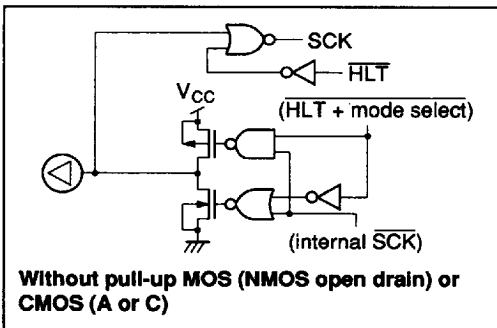 SCK
HLT
VCC
(HLT + mode select)
(internal SCK)
Without pull-up MOS (NMOS open drain) or
CMOS (A or C)